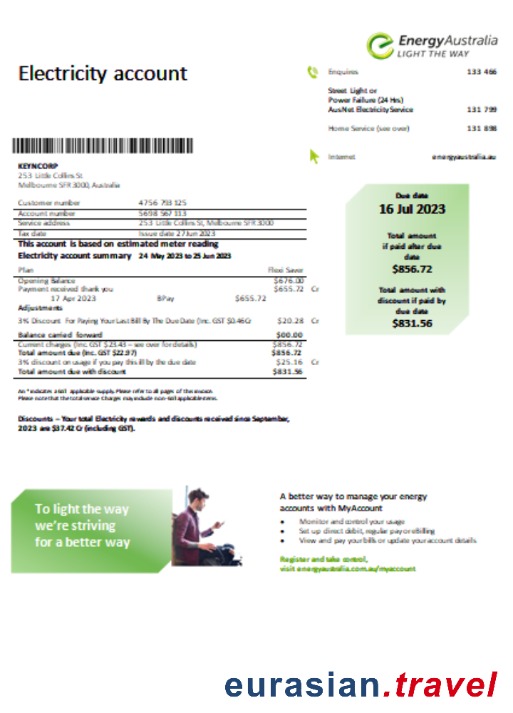 EnergyAustralia
LIGHT THE WAY
Electricity account
Enquires 133 466
Street Light or
Power Failure (24 Hrs)
AusNet Electricity Service 131 799
Home Service (see over) 131 898
Internet energyaustralia.au
KEYNCORP
253 Little Collins St
Melbourne SFR 3000, Australia
Customer number 4756 793 125
Account number 5698 567 113
Service address 253 Little Collins St, Melbourne SFR 3000
Tax date Issue date 27 Jun 2023
This account is based on estimated meter reading
Electricity account summary 24 May 2023 to 25 Jun 2023
Plan Flexi Saver
Opening Balance $676.00
Payment received thank you $655.72 Cr
17 Apr 2023 BPay $655.72
Adjustments
3% Discount For Paying Your Last Bill By The Due Date (Inc. GST $0.46Cr $20.28 Cr
Balance carried forward $00.00
Current charges (Inc. GST $23.43 – see over for details) $856.72
Total amount due (Inc. GST $22.97) $856.72
3% discount on usage if you pay this ill by the due date $25.16 Cr
Total amount due with discount $831.56
Due date
16 Jul 2023
Total amount
if paid after due
date
$856.72
Total amount with
discount if paid by
due date
$831.56
An * indicates a GST applicable supply. Please refer to all pages of this invoice.
Please note that the total service Charges may include non-GST applicable items.
Discounts – Your total Electricity rewards and discounts received since September,
2023 are $37.42 Cr (including GST).
To light the way
we're striving
for a better way
A better way to manage your energy
accounts with MyAccount
• Monitor and control your usage
• Set up direct debit, regular pay or eBilling
• View and pay your bills or update your account details
Register and take control,
visit energyaustralia.com.au/myaccount
eurasian.travel